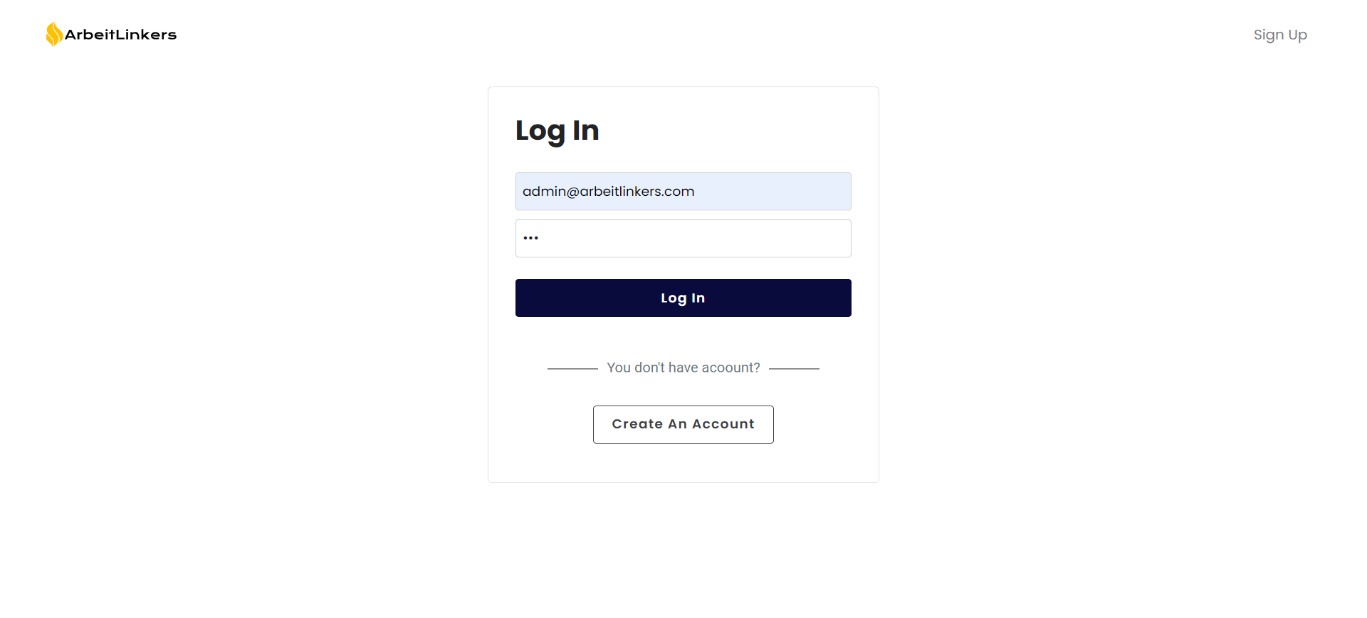 ArbeitLinkers
Sign Up
Log In
admin@arbeitlinkers.com
•••
Log In
You don't have acoount?
Create An Account